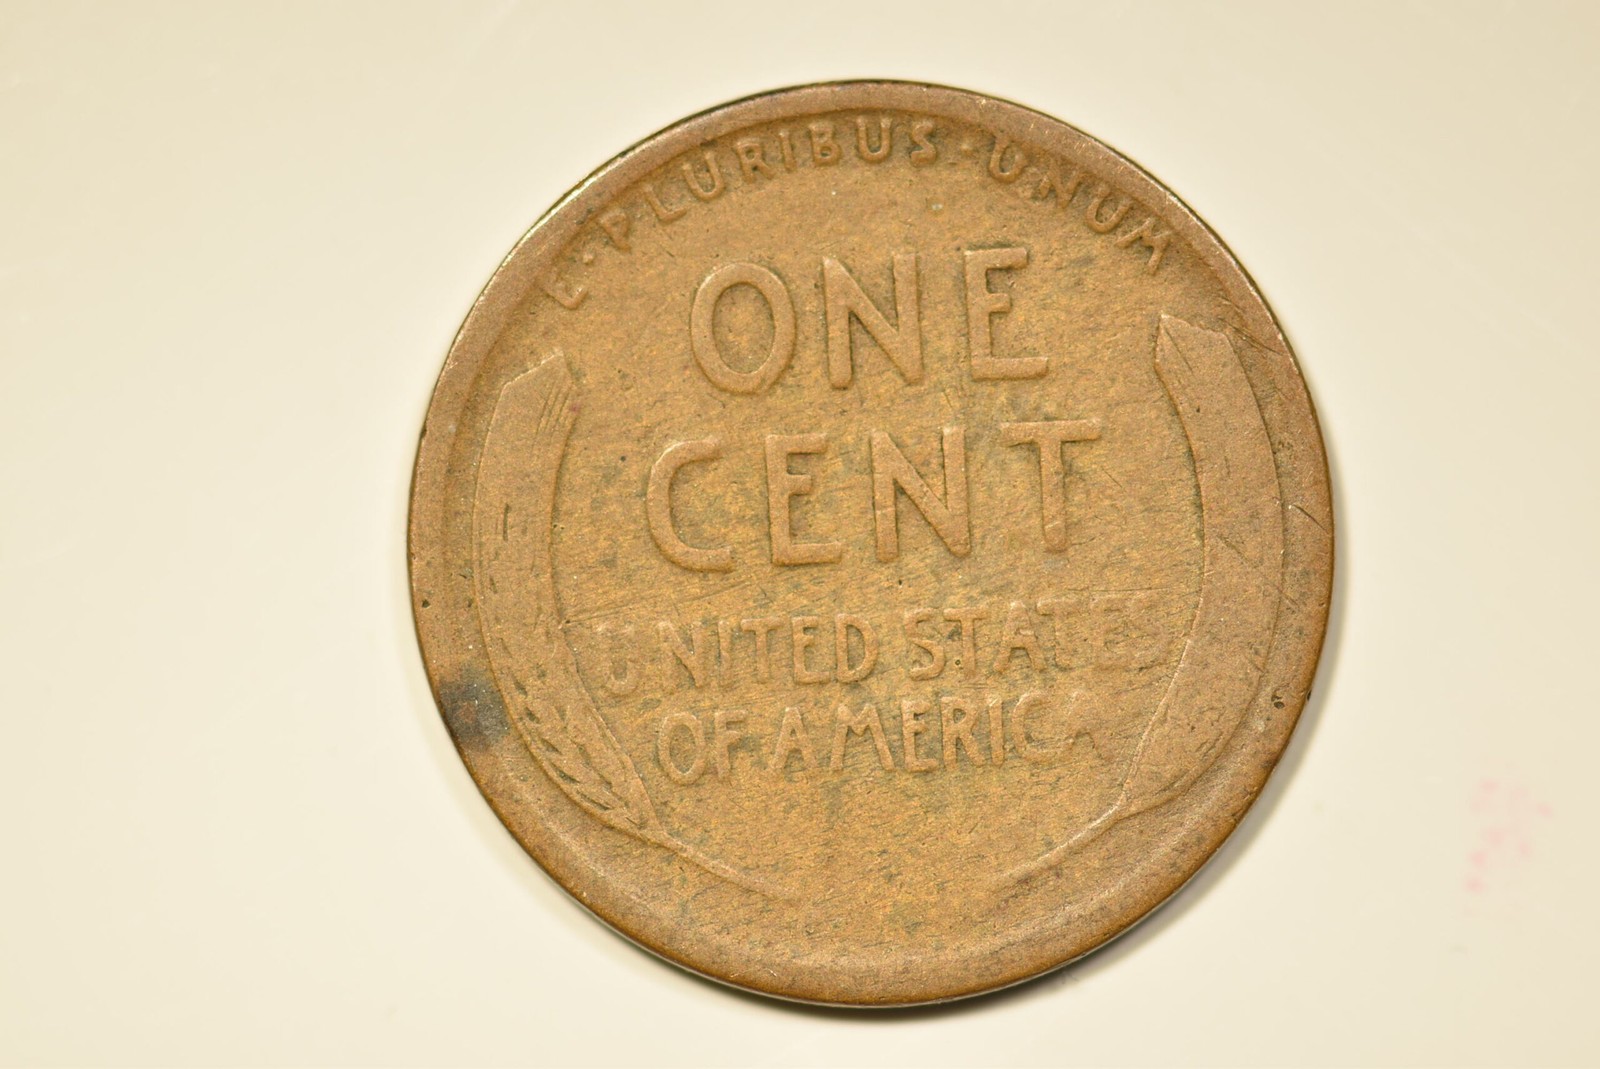 E·PLURIBUS·UNUM
ONE
CENT
UNITED STATES
OF AMERICA